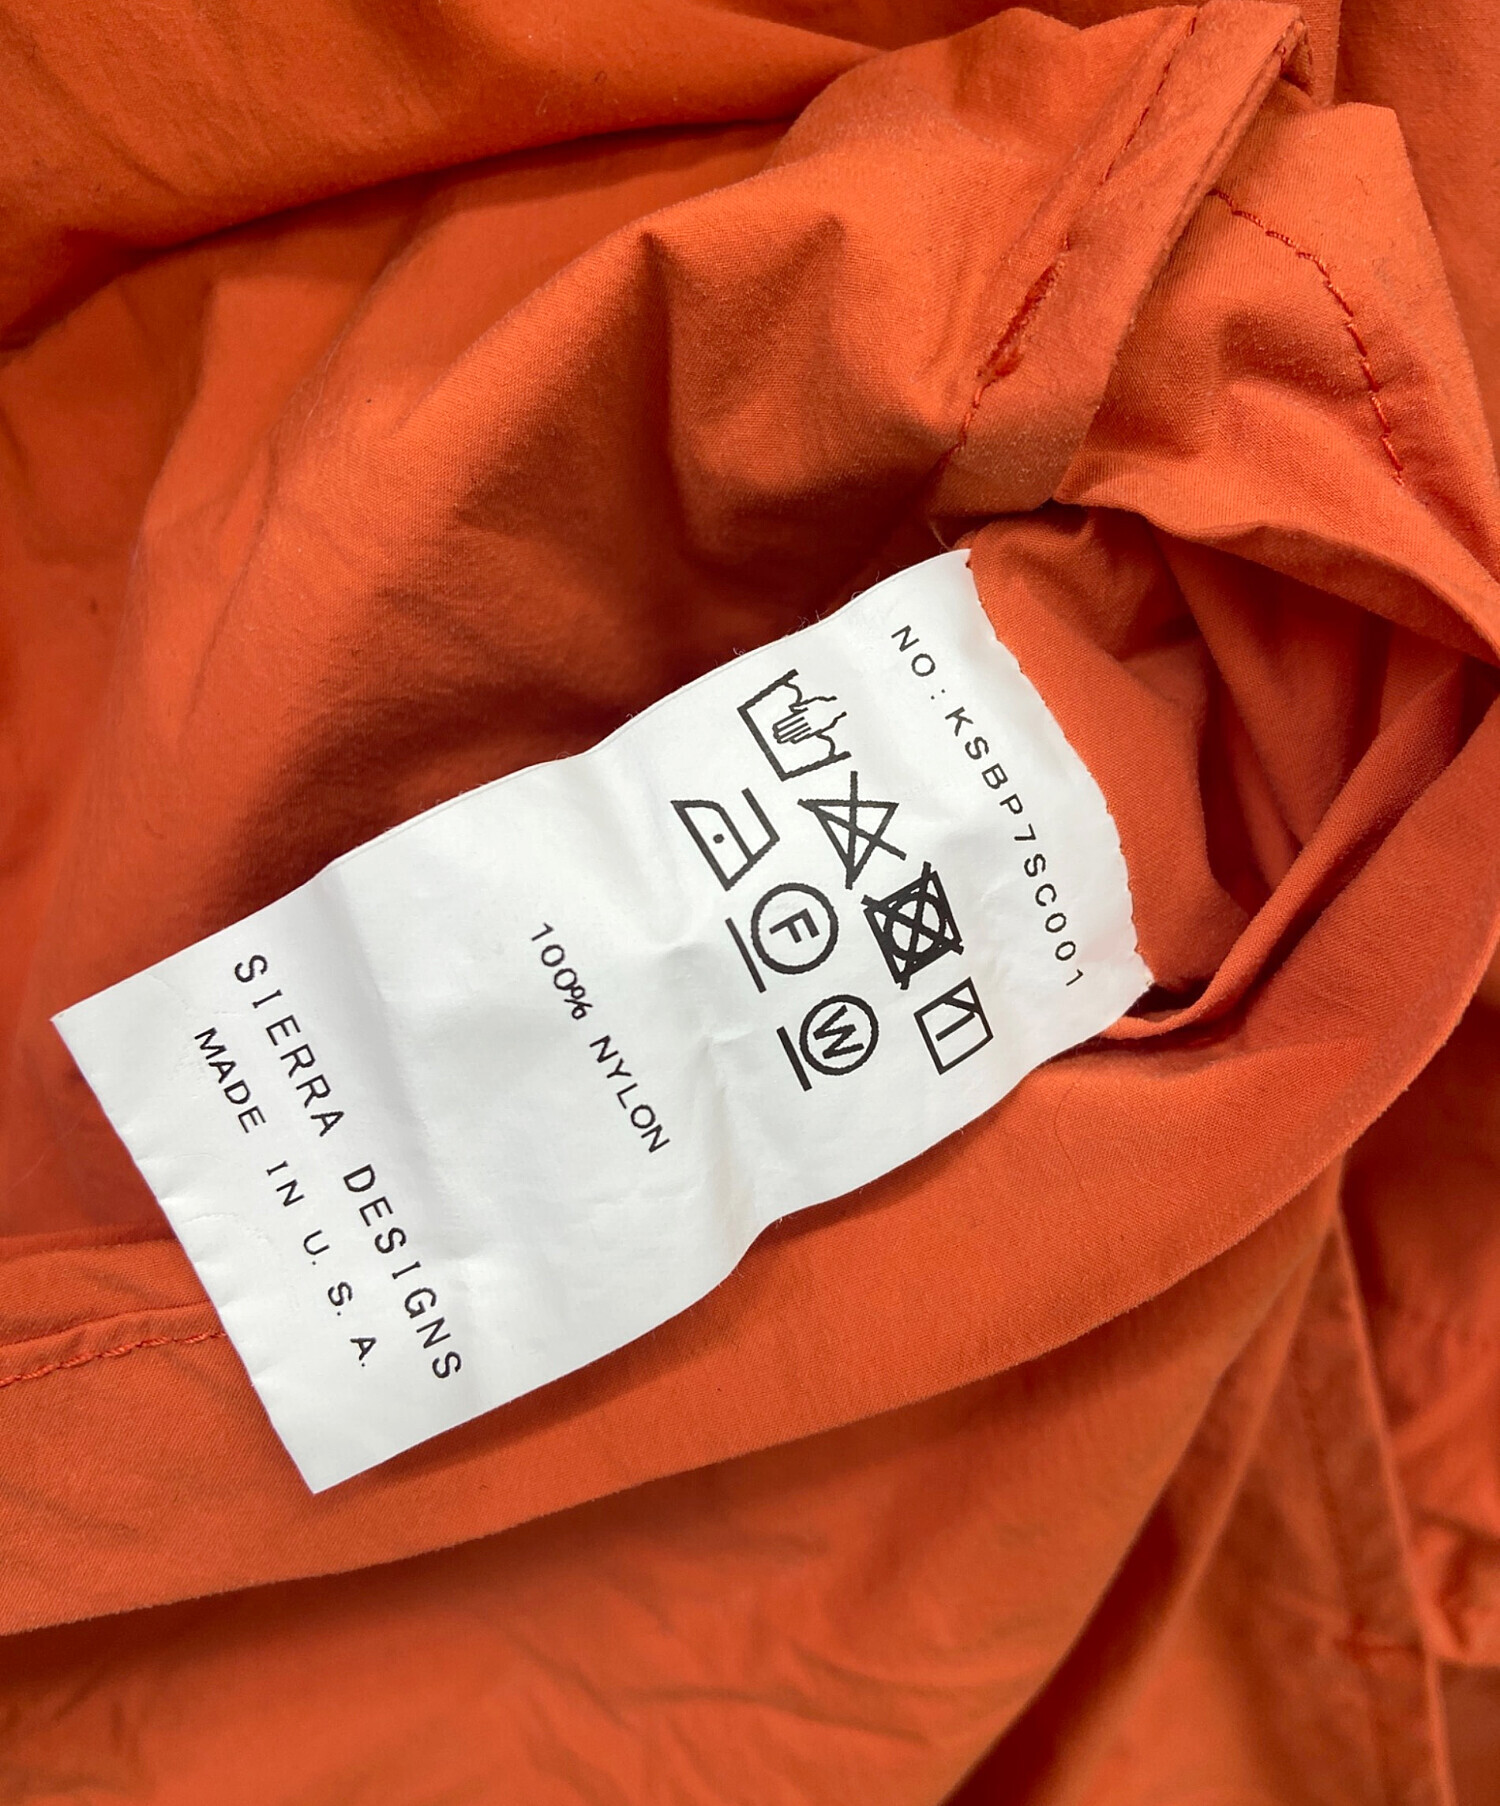 NO:KSBP7SC001
F
W
100% NYLON
SIERRA DESIGNS
MADE IN U.S.A.